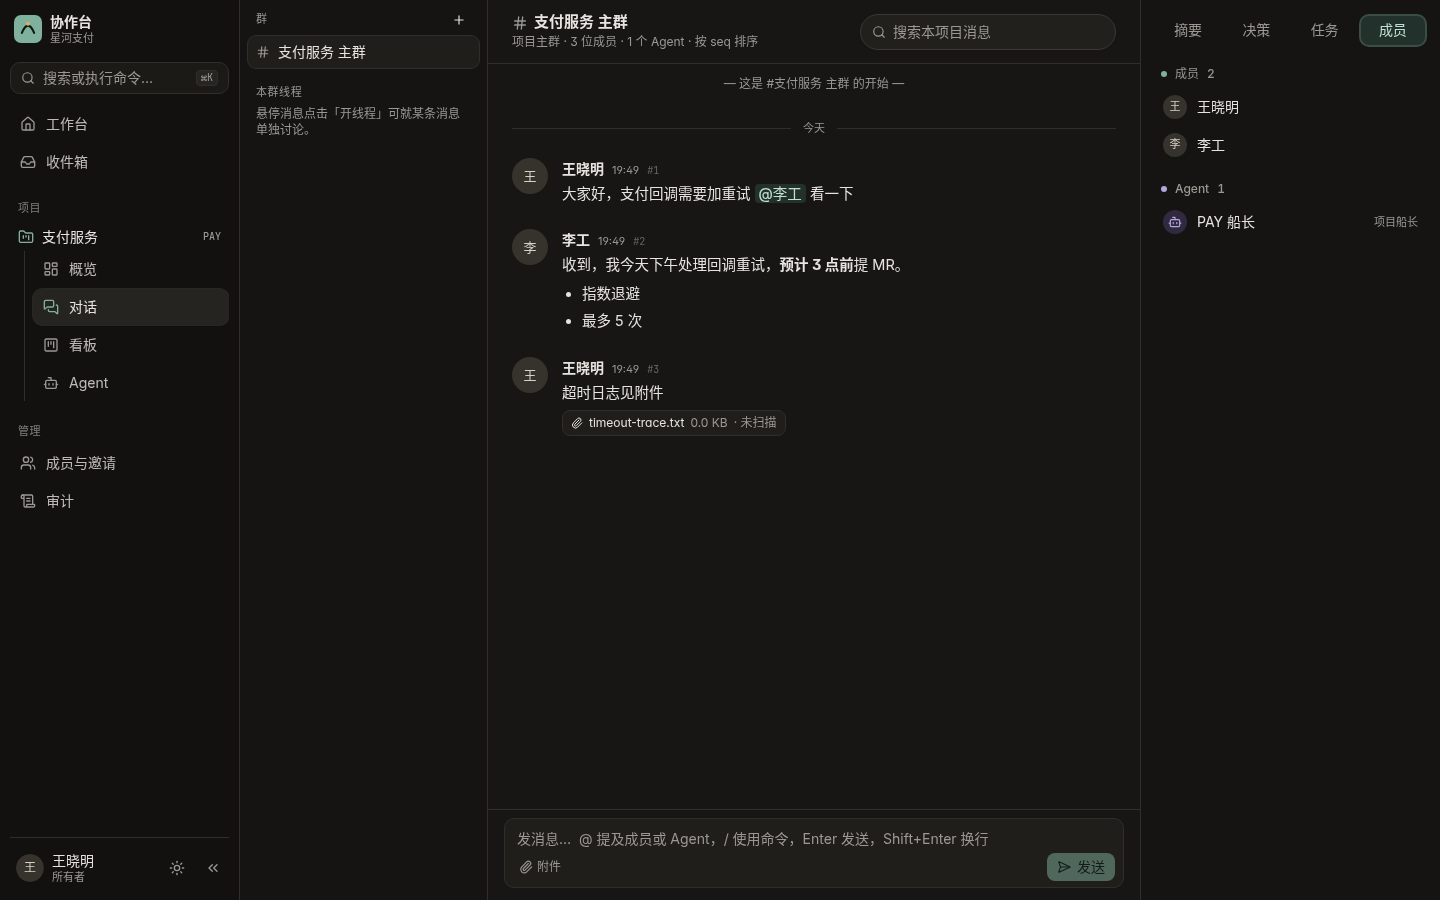 协作台
星河支付
搜索或执行命令... ⌘K
工作台
收件箱
项目
支付服务 PAY
概览
对话
看板
Agent
管理
成员与邀请
审计
王晓明
所有者
群
# 支付服务 主群
本群线程
悬停消息点击「开线程」可就某条消息
单独讨论。
# 支付服务 主群
项目主群 · 3 位成员 · 1 个 Agent · 按 seq 排序
搜索本项目消息
— 这是 #支付服务 主群 的开始 —
今天
王
王晓明 19:49 #1
大家好，支付回调需要加重试 @李工 看一下
李
李工 19:49 #2
收到，我今天下午处理回调重试，预计 3 点前提 MR。
• 指数退避
• 最多 5 次
王
王晓明 19:49 #3
超时日志见附件
timeout-trace.txt 0.0 KB · 未扫描
发消息... @ 提及成员或 Agent，/ 使用命令，Enter 发送，Shift+Enter 换行
附件
发送
摘要 决策 任务 成员
成员 2
王 王晓明
李 李工
Agent 1
PAY 船长 项目船长
王